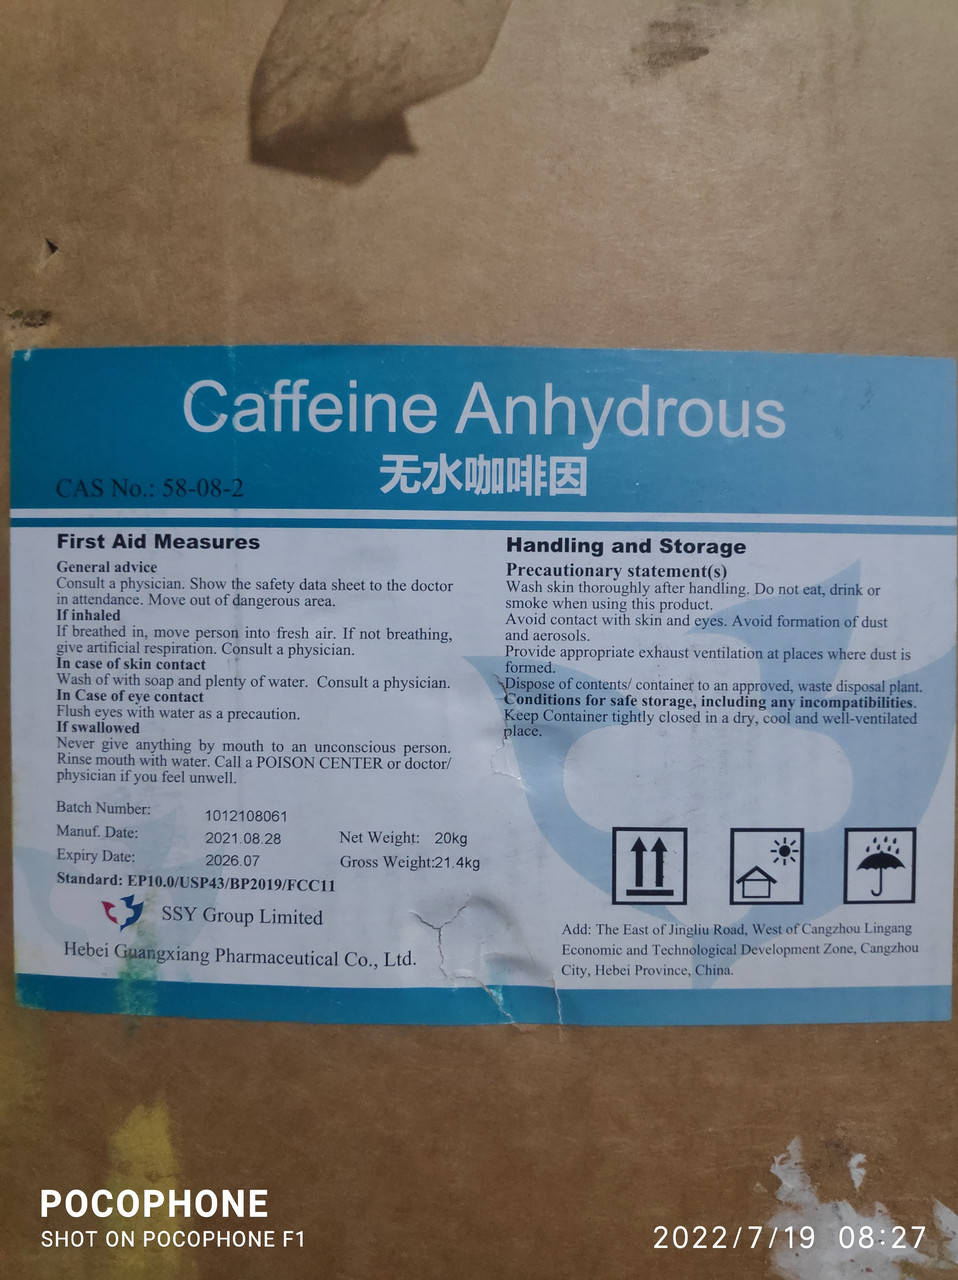 Caffeine Anhydrous
无水咖啡因
CAS No.: 58-08-2
First Aid Measures
General advice
Consult a physician. Show the safety data sheet to the doctor
in attendance. Move out of dangerous area.
If inhaled
If breathed in, move person into fresh air. If not breathing,
give artificial respiration. Consult a physician.
In case of skin contact
Wash of with soap and plenty of water. Consult a physician.
In Case of eye contact
Flush eyes with water as a precaution.
If swallowed
Never give anything by mouth to an unconscious person.
Rinse mouth with water. Call a POISON CENTER or doctor/
physician if you feel unwell.
Batch Number: 1012108061
Manuf. Date: 2021.08.28 Net Weight: 20kg
Expiry Date: 2026.07 Gross Weight:21.4kg
Standard: EP10.0/USP43/BP2019/FCC11
SSY Group Limited
Hebei Guangxiang Pharmaceutical Co., Ltd.
Handling and Storage
Precautionary statement(s)
Wash skin thoroughly after handling. Do not eat, drink or
smoke when using this product.
Avoid contact with skin and eyes. Avoid formation of dust
and aerosols.
Provide appropriate exhaust ventilation at places where dust is
formed.
Dispose of contents/ container to an approved, waste disposal plant.
Conditions for safe storage, including any incompatibilities.
Keep Container tightly closed in a dry, cool and well-ventilated
place.
Add: The East of Jingliu Road, West of Cangzhou Lingang
Economic and Technological Development Zone, Cangzhou
City, Hebei Province, China.
POCOPHONE
SHOT ON POCOPHONE F1
2022/7/19 08:27